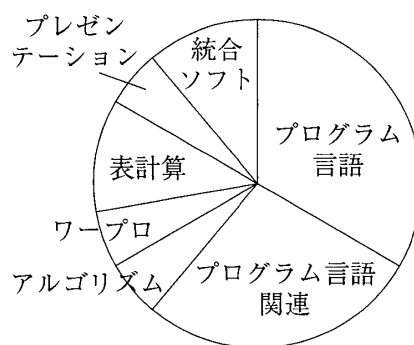 プレゼン
テーション
統合
ソフト
プログラム
言語
表計算
ワープロ
アルゴリズム
プログラム言語
関連